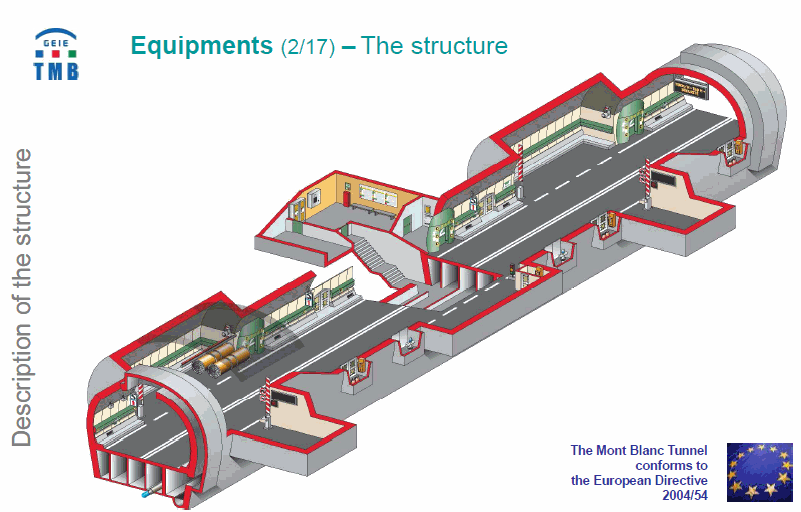 GEIE
TMB
Equipments (2/17) – The structure
Description of the structure
The Mont Blanc Tunnel
conforms to
the European Directive
2004/54